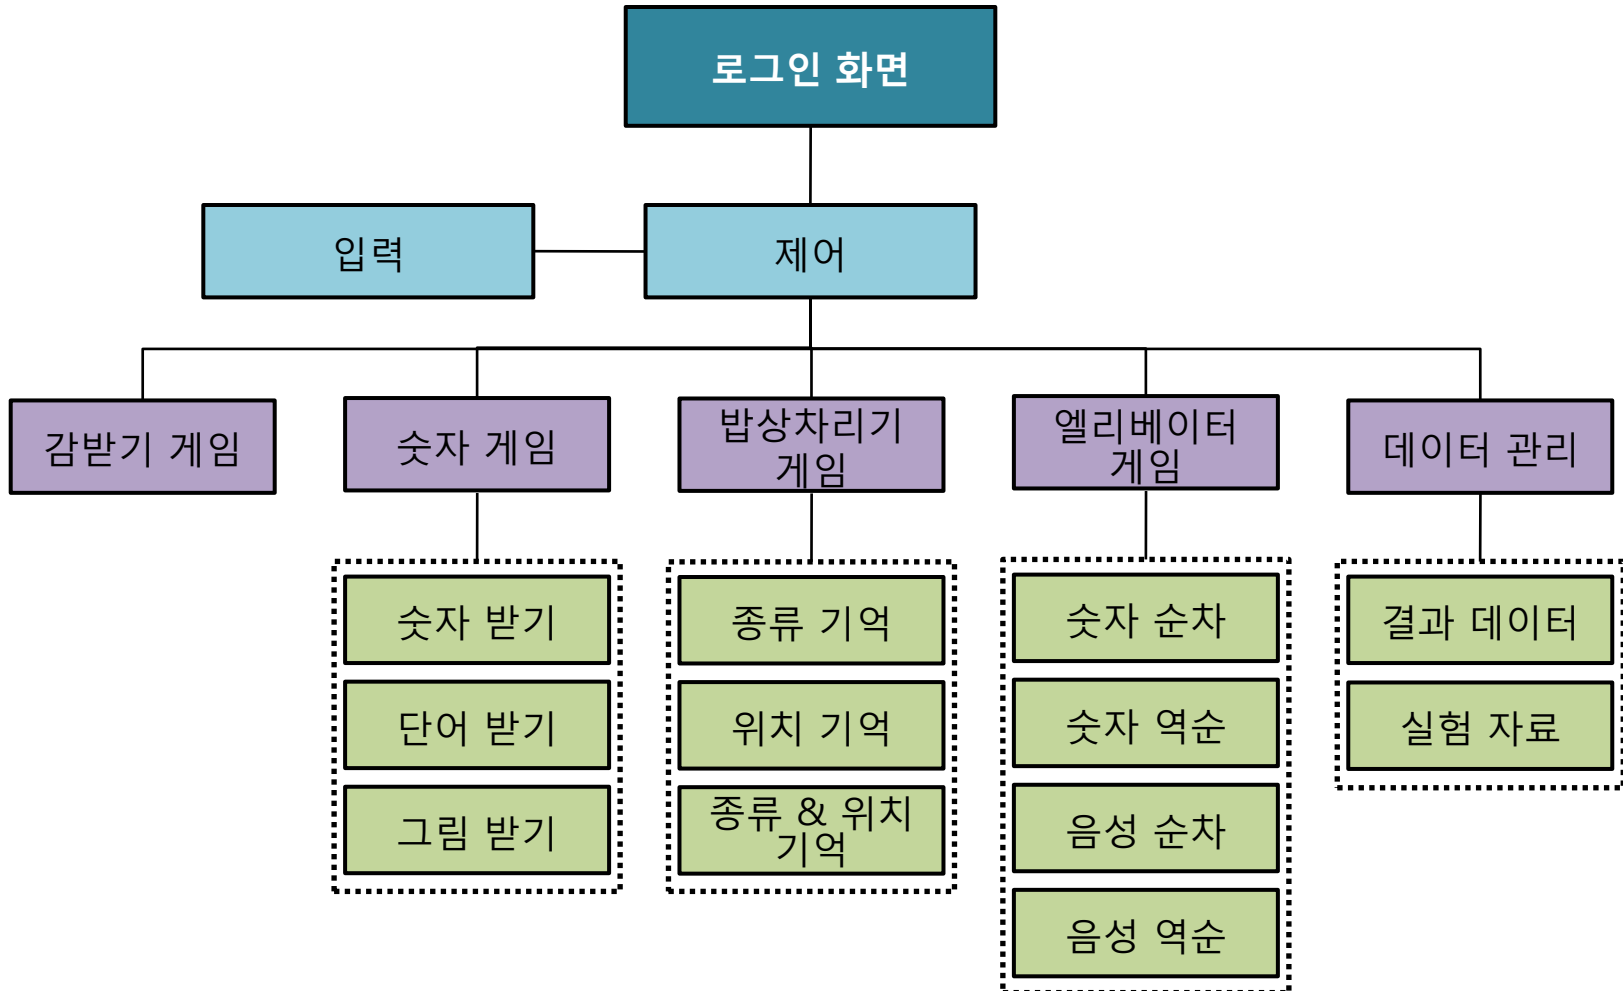 로그인 화면
입력
제어
감받기 게임
숫자 게임
밥상차리기
게임
엘리베이터
게임
데이터 관리
숫자 받기
단어 받기
그림 받기
종류 기억
위치 기억
종류 & 위치
기억
숫자 순차
숫자 역순
음성 순차
음성 역순
결과 데이터
실험 자료